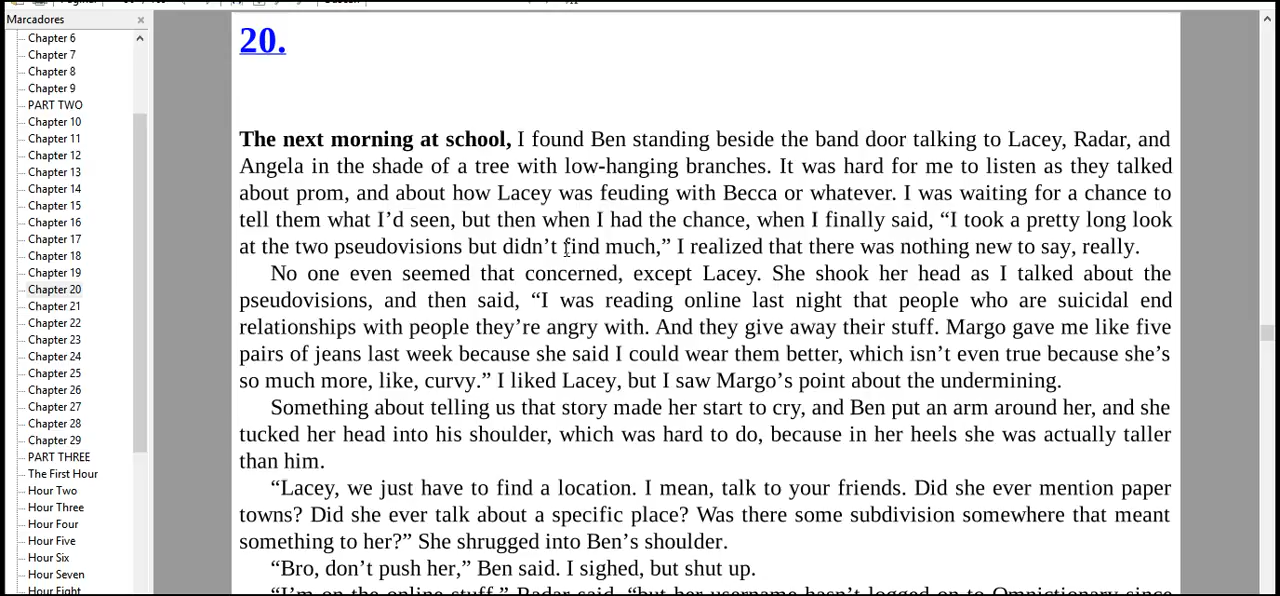 Marcadores
Chapter 6
Chapter 7
Chapter 8
Chapter 9
PART TWO
Chapter 10
Chapter 11
Chapter 12
Chapter 13
Chapter 14
Chapter 15
Chapter 16
Chapter 17
Chapter 18
Chapter 19
Chapter 20
Chapter 21
Chapter 22
Chapter 23
Chapter 24
Chapter 25
Chapter 26
Chapter 27
Chapter 28
Chapter 29
PART THREE
The First Hour
Hour Two
Hour Three
Hour Four
Hour Five
Hour Six
Hour Seven
Hour Eight
20.
The next morning at school, I found Ben standing beside the band door talking to Lacey, Radar, and
Angela in the shade of a tree with low-hanging branches. It was hard for me to listen as they talked
about prom, and about how Lacey was feuding with Becca or whatever. I was waiting for a chance to
tell them what I’d seen, but then when I had the chance, when I finally said, “I took a pretty long look
at the two pseudovisions but didn’t find much,” I realized that there was nothing new to say, really.
No one even seemed that concerned, except Lacey. She shook her head as I talked about the
pseudovisions, and then said, “I was reading online last night that people who are suicidal end
relationships with people they’re angry with. And they give away their stuff. Margo gave me like five
pairs of jeans last week because she said I could wear them better, which isn’t even true because she’s
so much more, like, curvy.” I liked Lacey, but I saw Margo’s point about the undermining.
Something about telling us that story made her start to cry, and Ben put an arm around her, and she
tucked her head into his shoulder, which was hard to do, because in her heels she was actually taller
than him.
“Lacey, we just have to find a location. I mean, talk to your friends. Did she ever mention paper
towns? Did she ever talk about a specific place? Was there some subdivision somewhere that meant
something to her?” She shrugged into Ben’s shoulder.
“Bro, don’t push her,” Ben said. I sighed, but shut up.
“I’m on the online stuff,” Radar said, “but her username hasn’t logged on to Omnictionary since